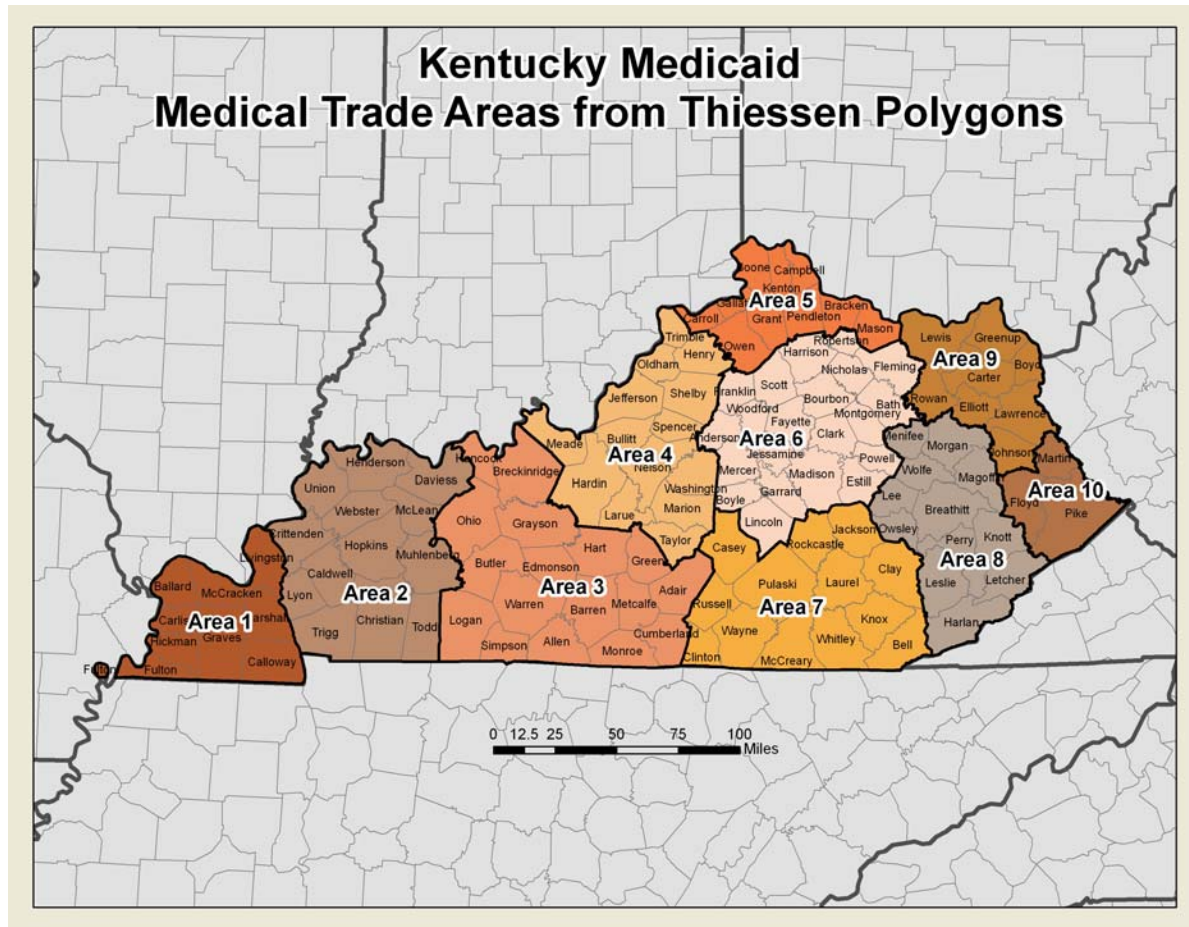 Kentucky Medicaid
Medical Trade Areas from Thiessen Polygons
Boone Campbell
Kenton
Area 5
Bracken
Carroll
Grant Pendleton
Mason
Owen
Robertson
Trimble
Henry
Oldham
Harrison
Lewis
Greenup
Area 9
Boyd
Carter
Nicholas
Fleming
Jefferson
Shelby
Franklin
Scott
Bourbon
Bath
Rowan
Elliott
Lawrence
Woodford
Montgomery
Spencer
Fayette
Anderson
Area 6
Clark
Menifee
Morgan
Johnson
Martin
Meade
Bullitt
Area 4
Nelson
Jessamine
Powell
Wolfe
Magoffin
Henderson
Hancock
Breckinridge
Hardin
Mercer
Madison
Estill
Area 10
Union
Daviess
Washington
Boyle
Garrard
Lee
Floyd
Pike
Webster
McLean
Ohio
Grayson
Larue
Marion
Lincoln
Breathitt
Crittenden
Jackson
Owsley
Perry
Knott
Hopkins
Muhlenberg
Hart
Taylor
Casey
Rockcastle
Livingston
Butler
Edmonson
Green
Area 8
Caldwell
Clay
Leslie
Letcher
Ballard
McCracken
Lyon
Area 2
Area 3
Adair
Pulaski
Laurel
Warren
Barren
Metcalfe
Russell
Area 7
Area 1
Christian
Logan
Knox
Harlan
Hickman
Graves
Trigg
Todd
Allen
Cumberland
Wayne
Whitley
Simpson
Monroe
Bell
Fulton
Calloway
Clinton
McCreary
0 12.5 25 50 75 100
Miles